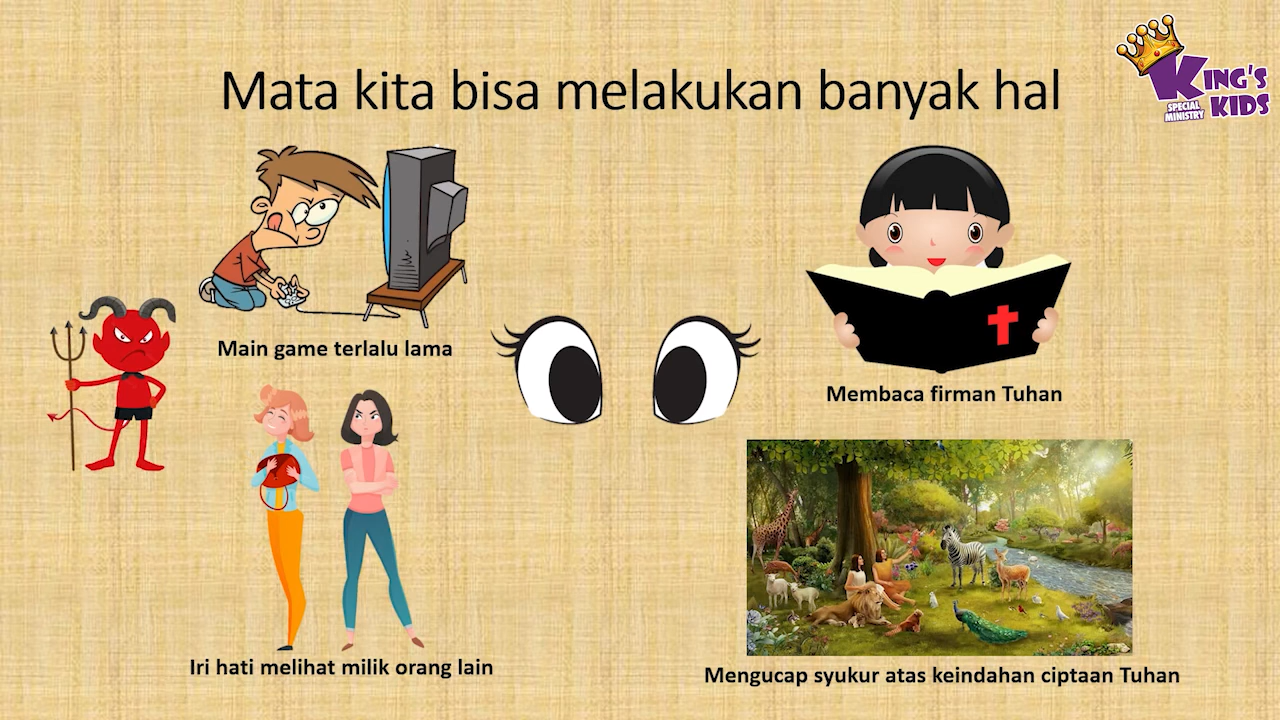 Mata kita bisa melakukan banyak hal
KING'S
SPECIAL
MINISTRY
KIDS
Main game terlalu lama
Membaca firman Tuhan
Iri hati melihat milik orang lain
Mengucap syukur atas keindahan ciptaan Tuhan